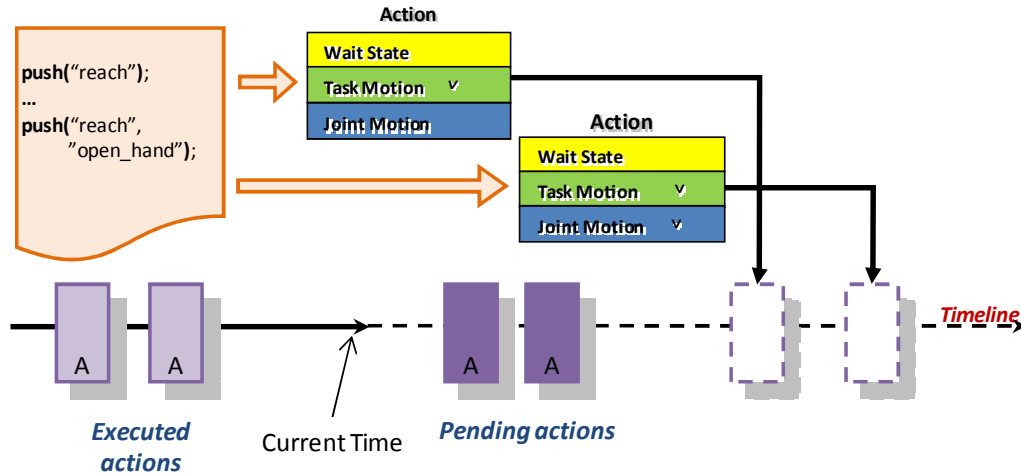 push(“reach”);
...
push(“reach”,
”open_hand”);
Action
Wait State
Task Motion v
Joint Motion
Action
Wait State
Task Motion v
Joint Motion v
A
A
A
A
Timeline
Executed
actions
Current Time
Pending actions